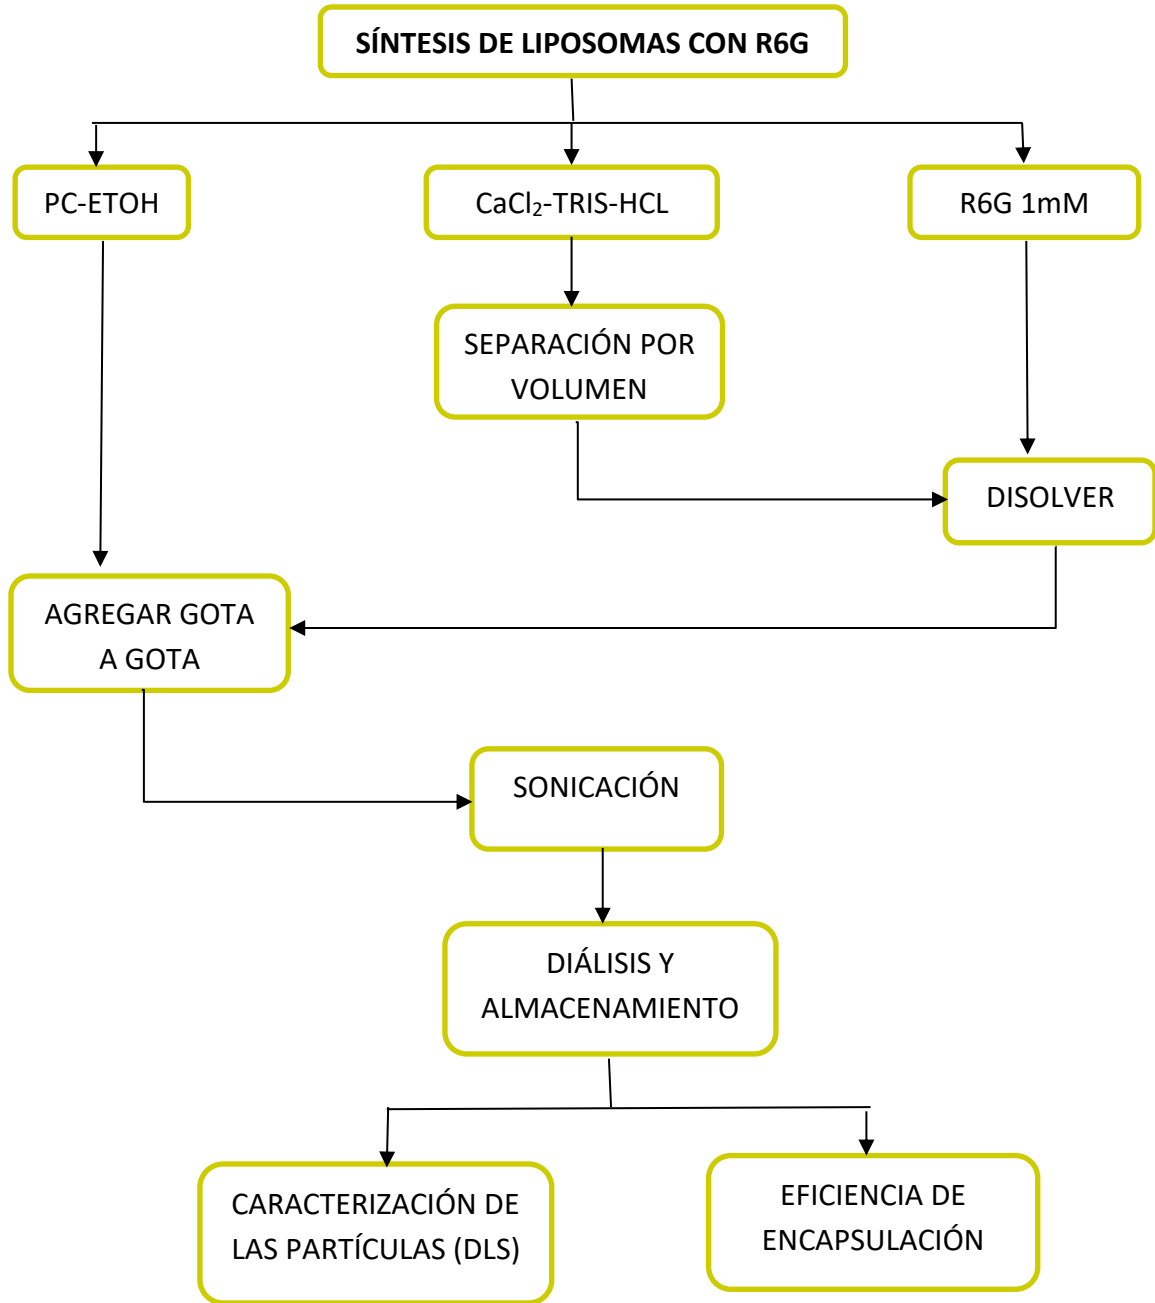 SÍNTESIS DE LIPOSOMAS CON R6G
PC-ETOH
CaCl₂-TRIS-HCL
R6G 1mM
SEPARACIÓN POR
VOLUMEN
DISOLVER
AGREGAR GOTA
A GOTA
SONICACIÓN
DIÁLISIS Y
ALMACENAMIENTO
CARACTERIZACIÓN DE
LAS PARTÍCULAS (DLS)
EFICIENCIA DE
ENCAPSULACIÓN